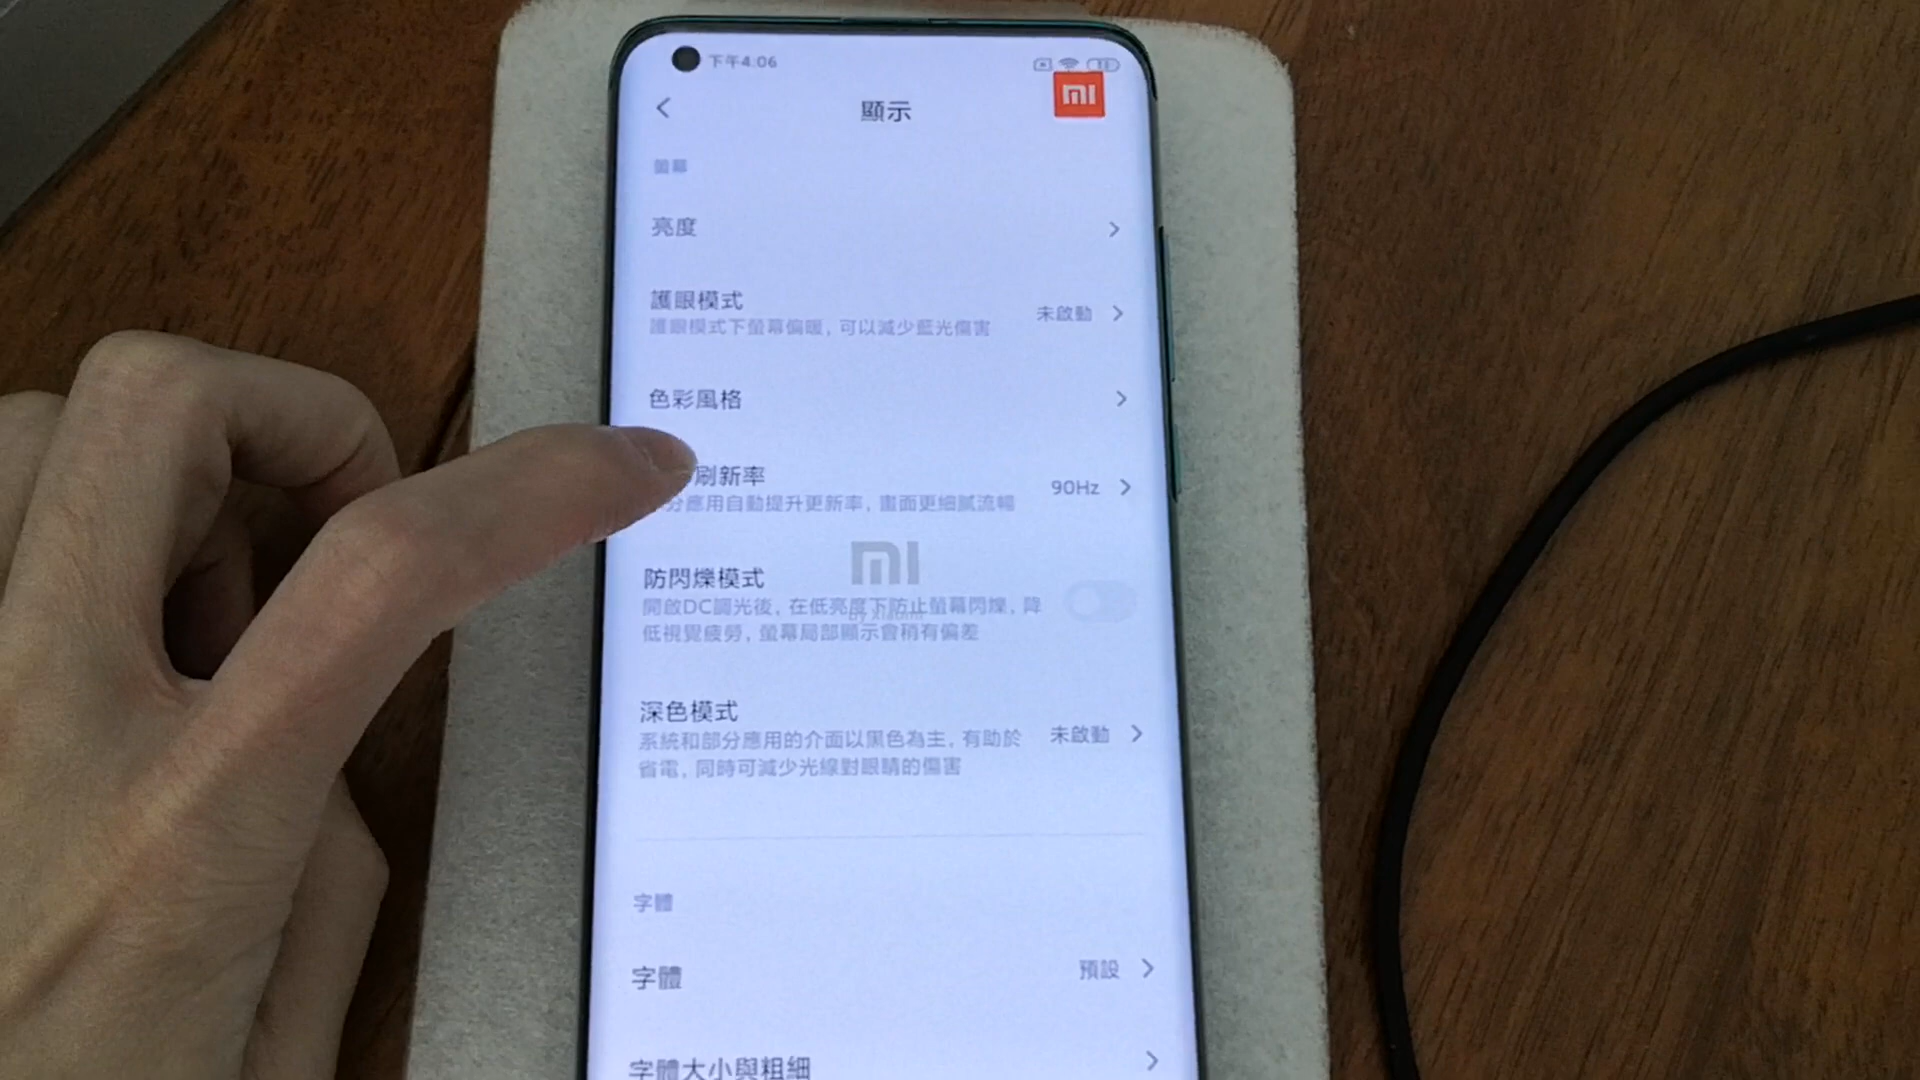 下午4:06
顯示
螢幕
亮度
護眼模式
護眼模式下螢幕偏暖，可以減少藍光傷害
未啟動
色彩風格
刷新率
分應用自動提升更新率，畫面更細膩流暢
90Hz
防閃爍模式
開啟DC調光後，在低亮度下防止螢幕閃爍，降
低視覺疲勞，螢幕局部顯示會稍有偏差
深色模式
系統和部分應用的介面以黑色為主，有助於
省電，同時可減少光線對眼睛的傷害
未啟動
字體
字體
預設
字體大小與粗細